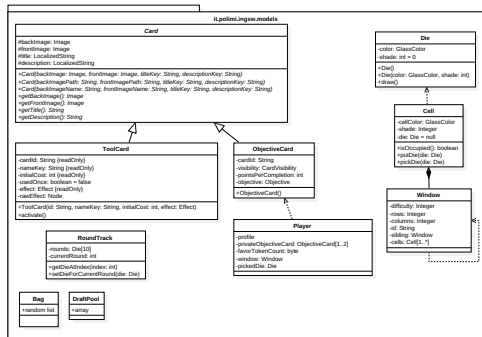 it.polimi.ingsw.models
Card
#backImage: Image
#frontImage: Image
#title: LocalizedString
#description: LocalizedString
+Card(backImage: Image, frontImage: Image, titleKey: String, descriptionKey: String)
+Card(backImagePath: String, frontImagePath: String, titleKey: String, descriptionKey: String)
+Card(backImageName: String, frontImageName: String, titleKey: String, descriptionKey: String)
+getBackImage(): Image
+getFrontImage(): Image
+getTitle(): String
+getDescription(): String
Die
-color: GlassColor
-shade: int = 0
+Die()
+Die(color: GlassColor, shade: int)
+draw()
Cell
-cellColor: GlassColor
-shade: Integer
-die: Die = null
+isOccupied(): boolean
+putDie(die: Die)
+pickDie(die: Die)
ToolCard
-cardId: String {readOnly}
-nameKey: String {readOnly}
-initialCost: int {readOnly}
-usedOnce: boolean = false
-effect: Effect {readOnly}
-rawEffect: Node
+ToolCard(id: String, nameKey: String, initialCost: int, effect: Effect)
+activate()
ObjectiveCard
-cardId: String
-visibility: CardVisibility
-pointsPerCompletion: int
-objective: Objective
+ObjectiveCard()
Window
-difficulty: Integer
-rows: Integer
-columns: Integer
-id: String
-sibling: Window
-cells: Cell[1..*]
Player
-profile
-privateObjectiveCard: ObjectiveCard[1..2]
-favorTokenCount: byte
-window: Window
-pickedDie: Die
RoundTrack
-rounds: Die[10]
-currentRound: int
+getDieAtIndex(index: int)
+setDieForCurrentRound(die: Die)
Bag
+random list
DraftPool
+array